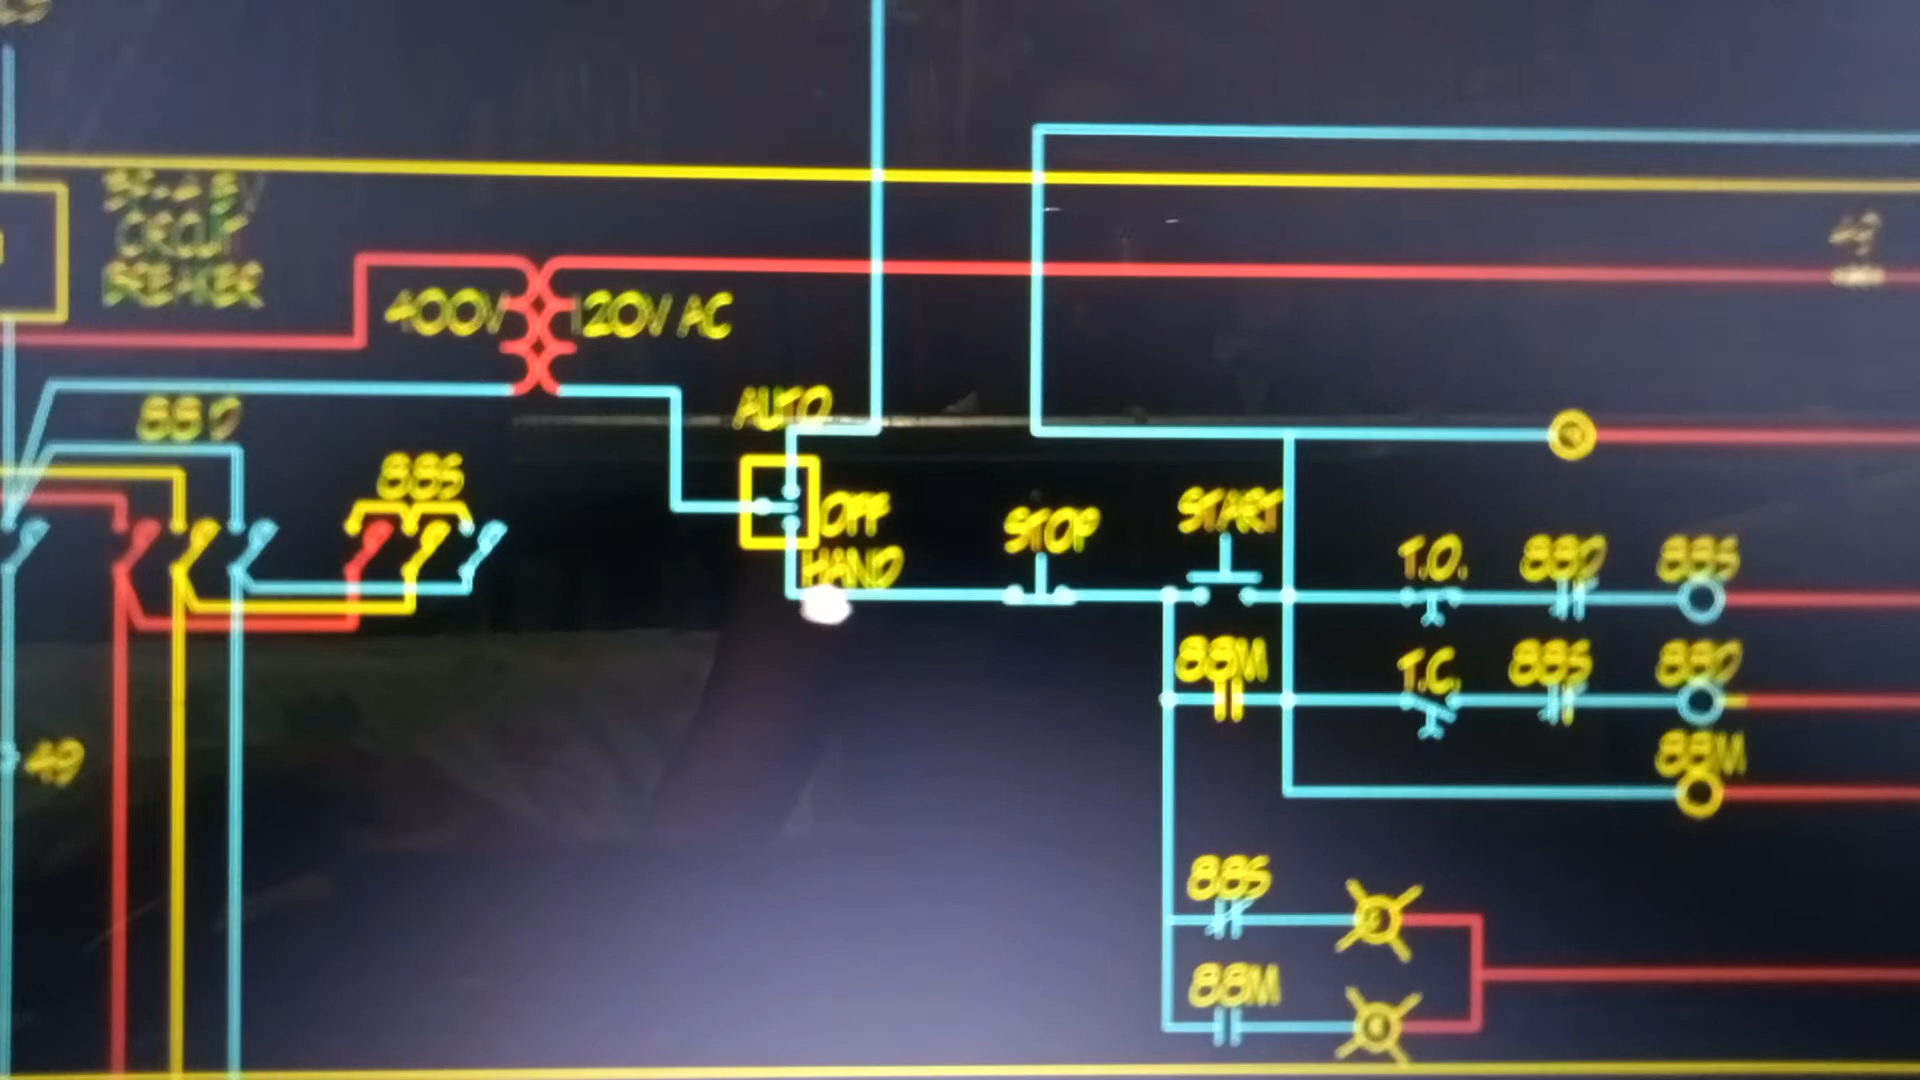 CIRCUIT
BREAKER
400V
120V AC
AUTO
OFF
HAND
STOP
START
88D
88S
T.O.
88D
88S
88M
T.C.
88S
88D
88M
49
88S
88M